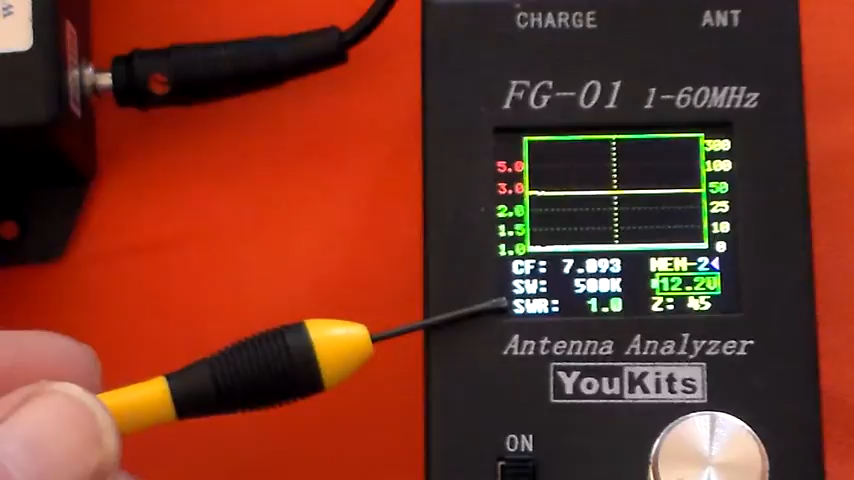 CHARGE ANT
FG-01 1-60MHz
300
5.0 100
3.0 50
2.0 25
1.5 10
1.0 0
CF: 7.093 MEM-24
SW: 500K 12.2V
SWR: 1.0 Z: 45
Antenna Analyzer
YouKits
ON